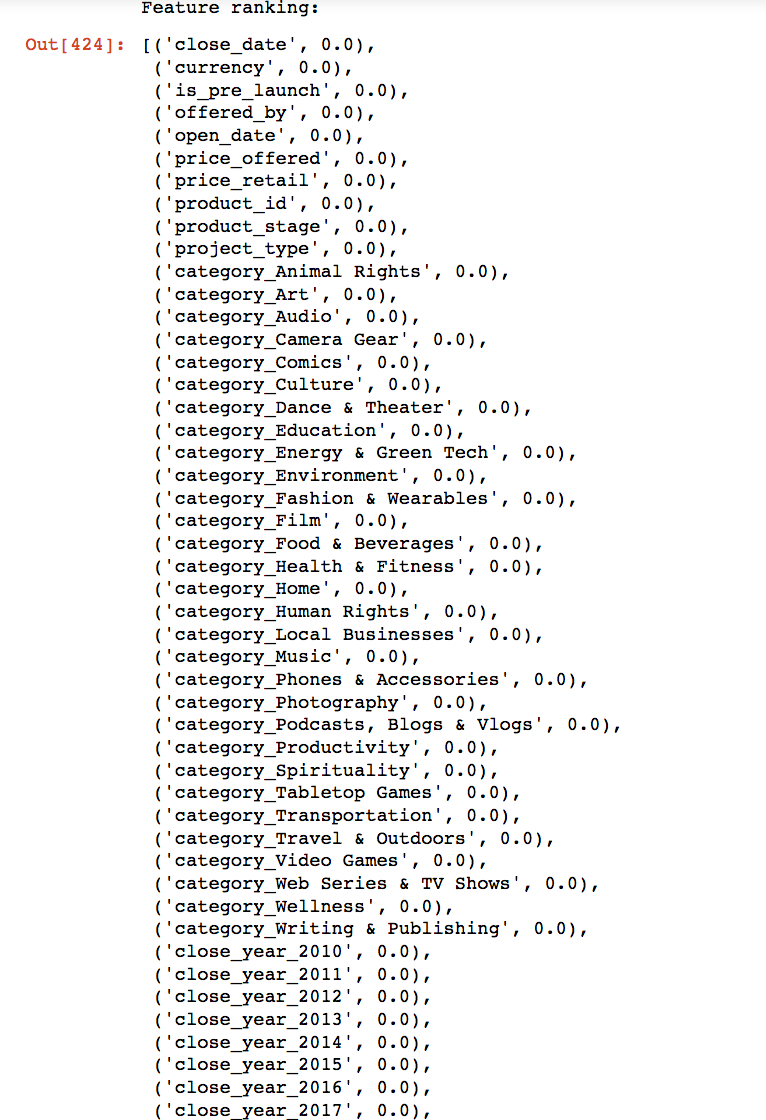 Feature ranking:
Out[424]: [('close_date', 0.0),
('currency', 0.0),
('is_pre_launch', 0.0),
('offered_by', 0.0),
('open_date', 0.0),
('price_offered', 0.0),
('price_retail', 0.0),
('product_id', 0.0),
('product_stage', 0.0),
('project_type', 0.0),
('category_Animal Rights', 0.0),
('category_Art', 0.0),
('category_Audio', 0.0),
('category_Camera Gear', 0.0),
('category_Comics', 0.0),
('category_Culture', 0.0),
('category_Dance & Theater', 0.0),
('category_Education', 0.0),
('category_Energy & Green Tech', 0.0),
('category_Environment', 0.0),
('category_Fashion & Wearables', 0.0),
('category_Film', 0.0),
('category_Food & Beverages', 0.0),
('category_Health & Fitness', 0.0),
('category_Home', 0.0),
('category_Human Rights', 0.0),
('category_Local Businesses', 0.0),
('category_Music', 0.0),
('category_Phones & Accessories', 0.0),
('category_Photography', 0.0),
('category_Podcasts, Blogs & Vlogs', 0.0),
('category_Productivity', 0.0),
('category_Spirituality', 0.0),
('category_Tabletop Games', 0.0),
('category_Transportation', 0.0),
('category_Travel & Outdoors', 0.0),
('category_Video Games', 0.0),
('category_Web Series & TV Shows', 0.0),
('category_Wellness', 0.0),
('category_Writing & Publishing', 0.0),
('close_year_2010', 0.0),
('close_year_2011', 0.0),
('close_year_2012', 0.0),
('close_year_2013', 0.0),
('close_year_2014', 0.0),
('close_year_2015', 0.0),
('close_year_2016', 0.0),
('close_year_2017', 0.0),